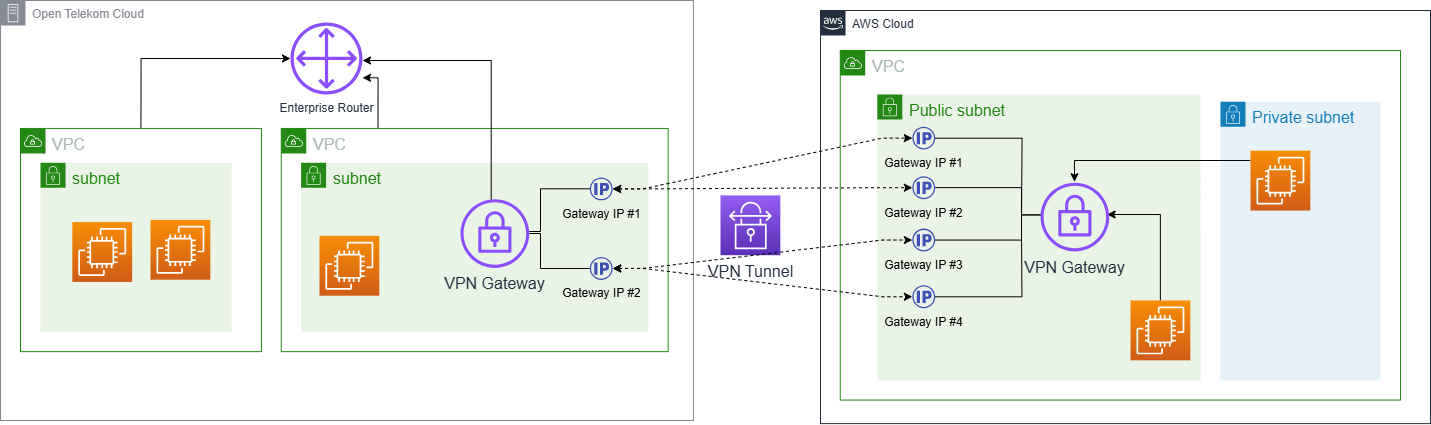 Open Telekom Cloud
Enterprise Router
VPC
subnet
VPC
subnet
VPN Gateway
IP
Gateway IP #1
IP
Gateway IP #2
VPN Tunnel
aws
AWS Cloud
VPC
Public subnet
IP
Gateway IP #1
IP
Gateway IP #2
IP
Gateway IP #3
IP
Gateway IP #4
VPN Gateway
Private subnet